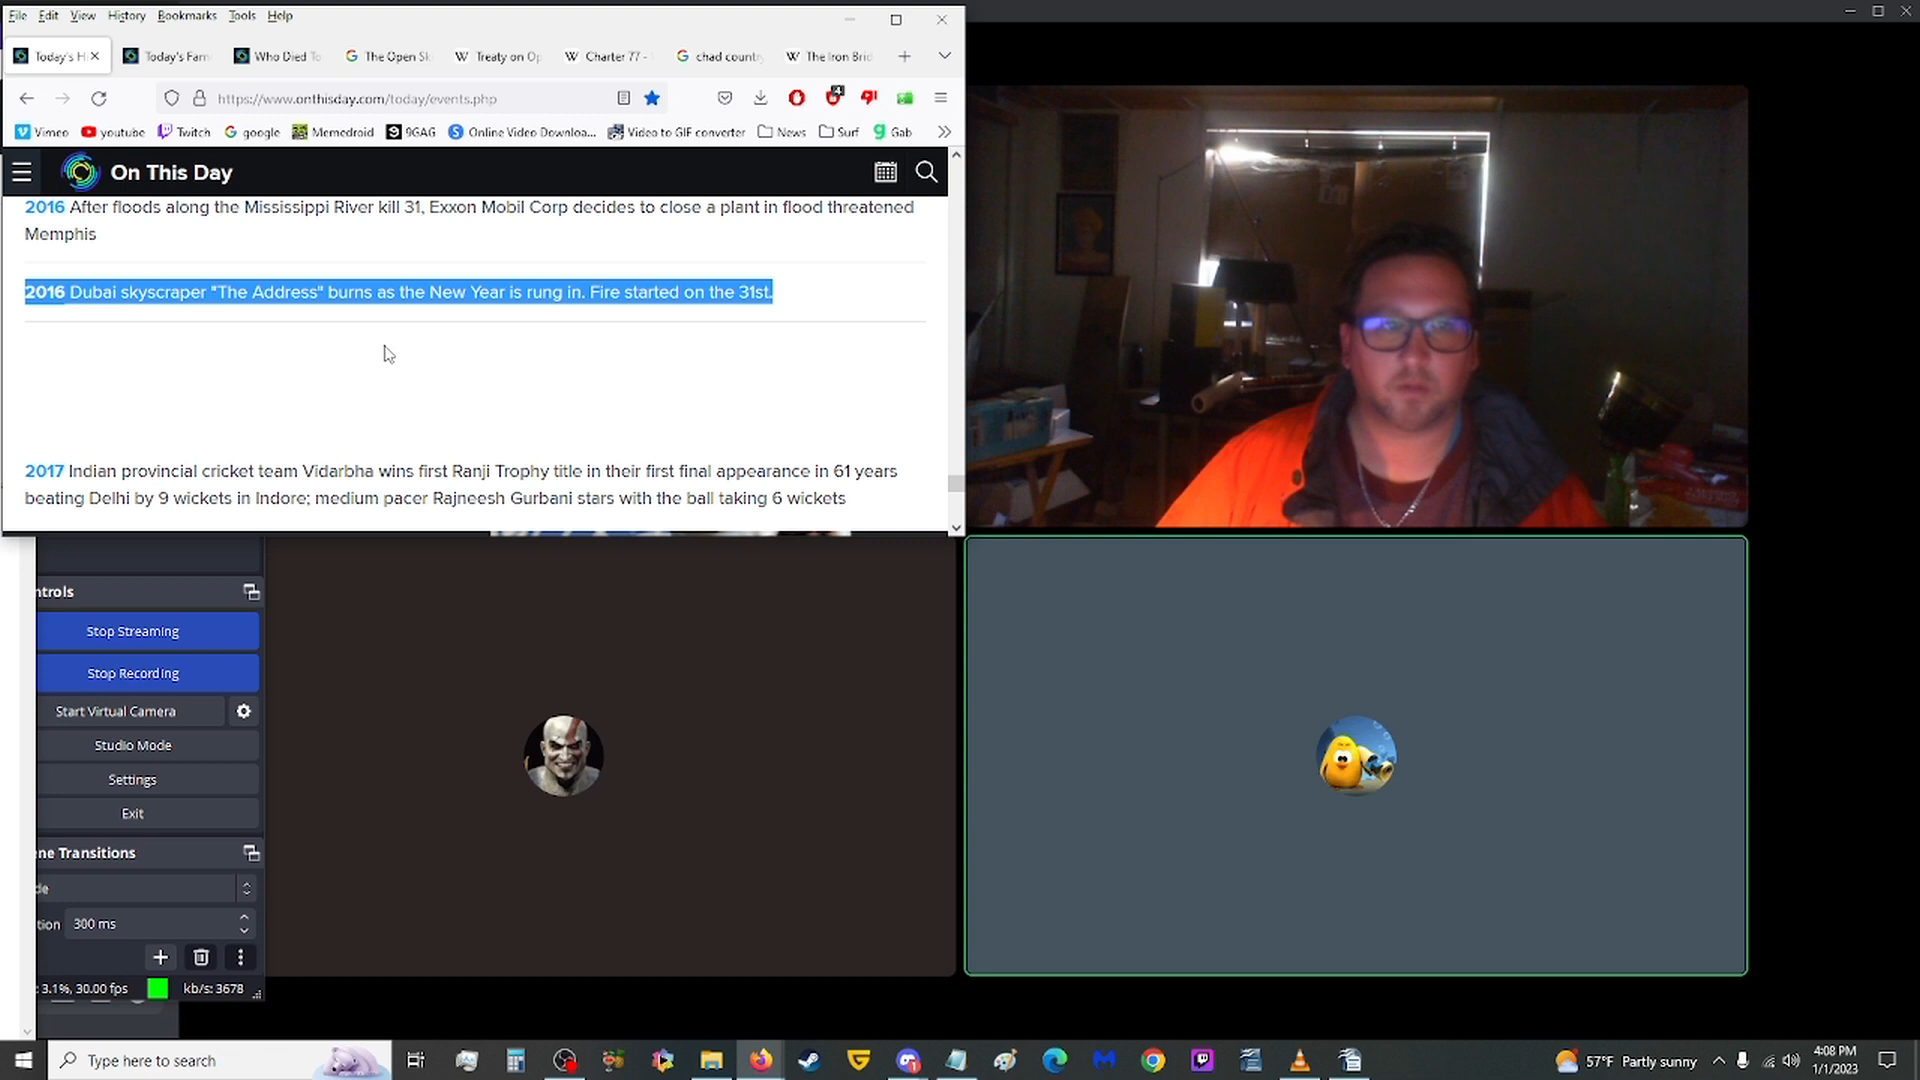 File Edit View History Bookmarks Tools Help
Today's Hi Today's Fam Who Died To The Open Sk Treaty on Op Charter 77 - chad country The Iron Brid
https://www.onthisday.com/today/events.php
Vimeo youtube Twitch google Memedroid 9GAG Online Video Downloa... Video to GIF converter News Surf Gab
On This Day
2016 After floods along the Mississippi River kill 31, Exxon Mobil Corp decides to close a plant in flood threatened
Memphis
2016 Dubai skyscraper "The Address" burns as the New Year is rung in. Fire started on the 31st.
2017 Indian provincial cricket team Vidarbha wins first Ranji Trophy title in their first final appearance in 61 years
beating Delhi by 9 wickets in Indore; medium pacer Rajneesh Gurbani stars with the ball taking 6 wickets
ntrols
Stop Streaming
Stop Recording
Start Virtual Camera
Studio Mode
Settings
Exit
ene Transitions
de
tion 300 ms
: 3.1%, 30.00 fps kb/s: 3678
Type here to search
57°F Partly sunny
4:08 PM
1/1/2023